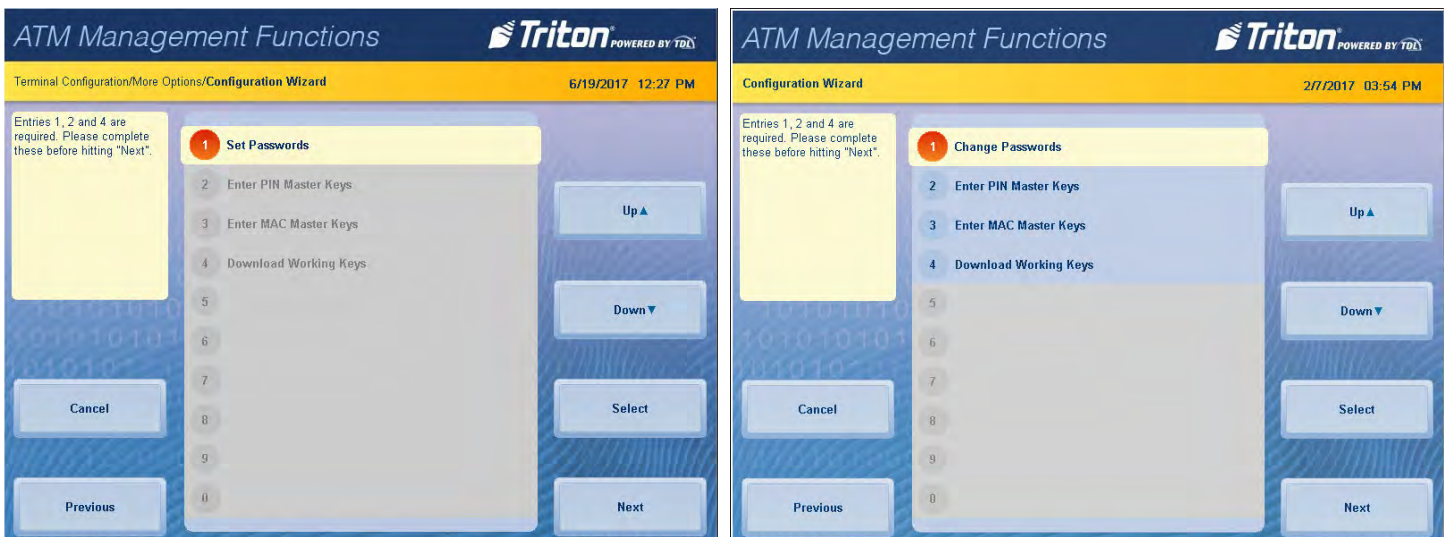 ATM Management Functions
Triton POWERED BY TDL
Terminal Configuration/More Options/Configuration Wizard
6/19/2017 12:27 PM
Entries 1, 2 and 4 are
required. Please complete
these before hitting "Next".
1 Set Passwords
2 Enter PIN Master Keys
3 Enter MAC Master Keys
4 Download Working Keys
5
6
7
8
9
0
Cancel
Previous
Up▲
Down▼
Select
Next
ATM Management Functions
Triton POWERED BY TDL
Configuration Wizard
2/7/2017 03:54 PM
Entries 1, 2 and 4 are
required. Please complete
these before hitting "Next".
1 Change Passwords
2 Enter PIN Master Keys
3 Enter MAC Master Keys
4 Download Working Keys
5
6
7
8
9
0
Cancel
Previous
Up▲
Down▼
Select
Next